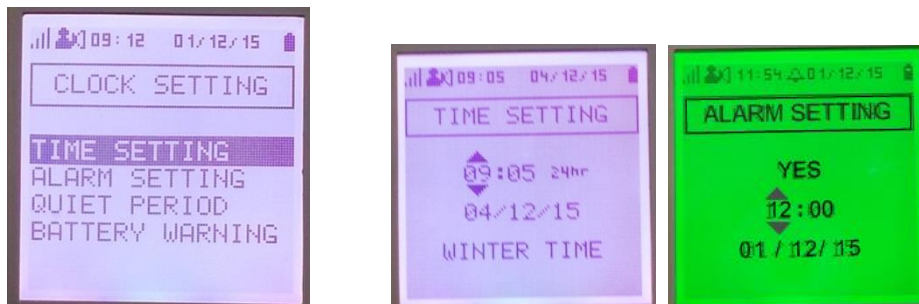 09:12 01/12/15
CLOCK SETTING
TIME SETTING
ALARM SETTING
QUIET PERIOD
BATTERY WARNING
09:05 04/12/15
TIME SETTING
09:05 24hr
04/12/15
WINTER TIME
11:54 01/12/15
ALARM SETTING
YES
12:00
01/12/15